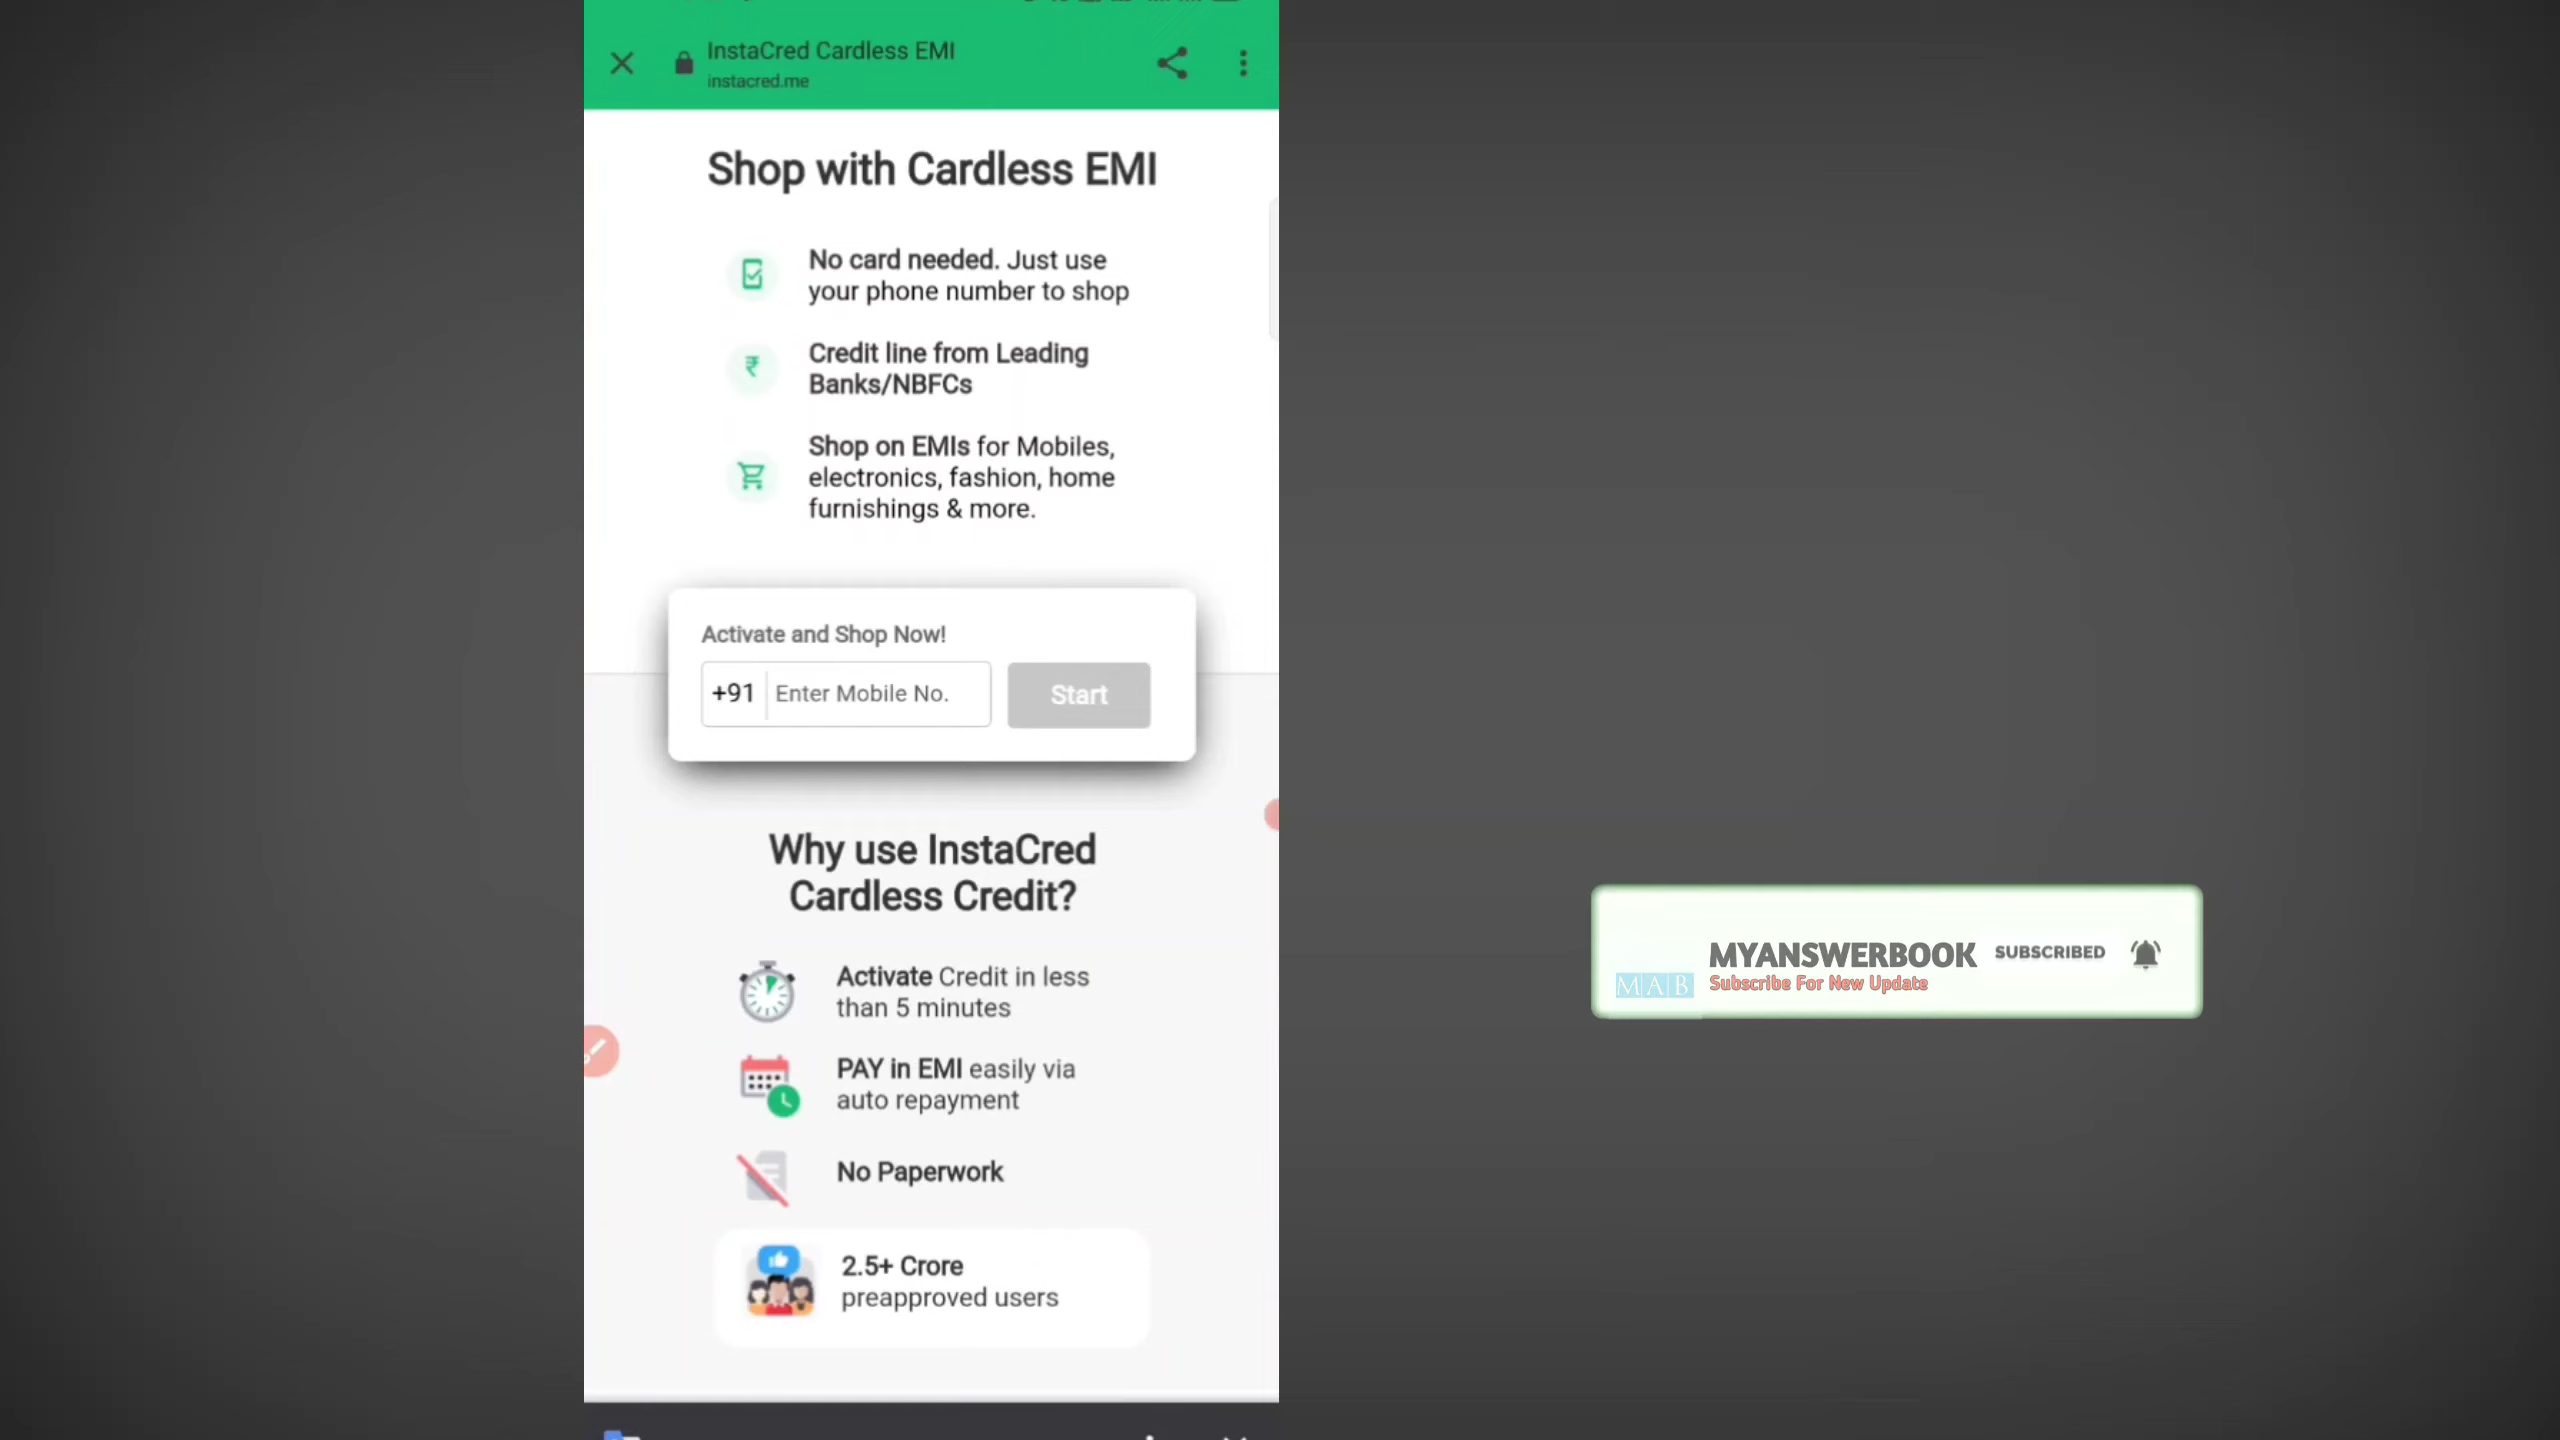 InstaCred Cardless EMI
instacred.me
Shop with Cardless EMI
No card needed. Just use
your phone number to shop
₹
Credit line from Leading
Banks/NBFCs
Shop on EMIs for Mobiles,
electronics, fashion, home
furnishings & more.
Activate and Shop Now!
+91 Enter Mobile No. Start
Why use InstaCred
Cardless Credit?
Activate Credit in less
than 5 minutes
PAY in EMI easily via
auto repayment
No Paperwork
2.5+ Crore
preapproved users
MAB
MYANSWERBOOK SUBSCRIBED
Subscribe For New Update